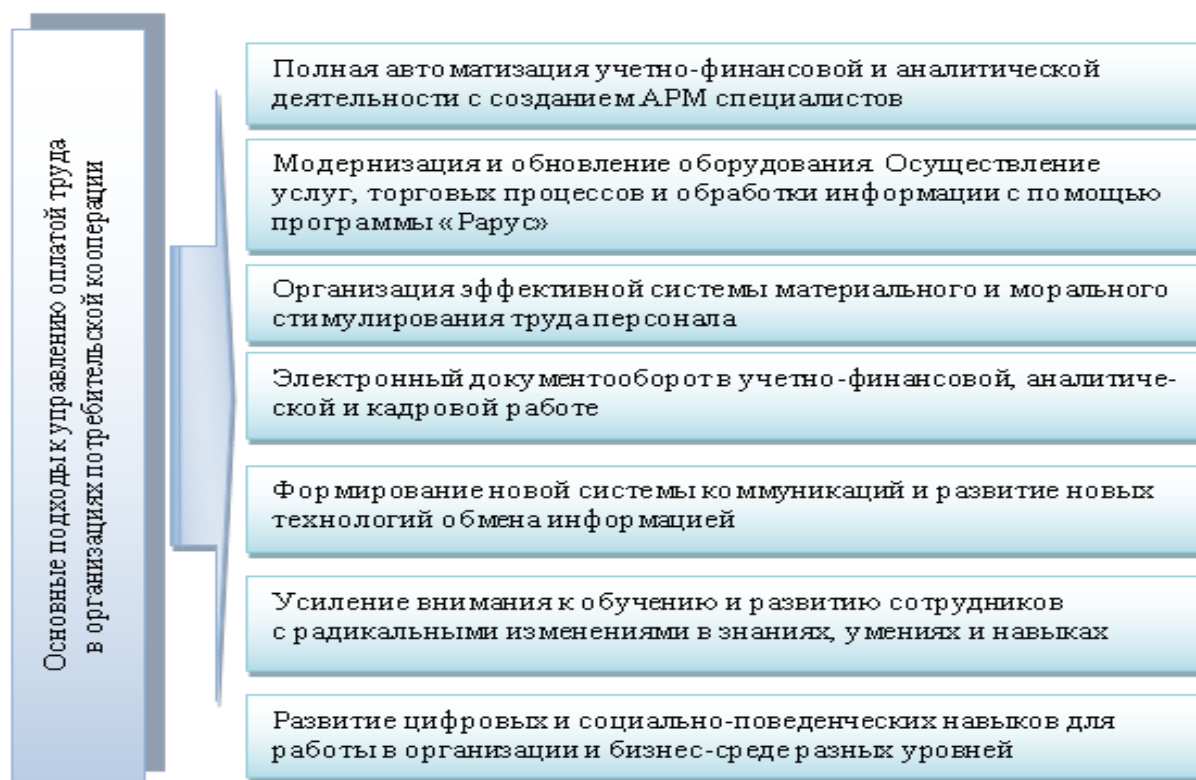 Основные подходы к управлению оплатой труда
в организациях потребительской кооперации
Полная автоматизация учетно-финансовой и аналитической
деятельности с созданием АРМ специалистов
Модернизация и обновление оборудования. Осуществление
услуг, торговых процессов и обработки информации с помощью
программы «Рарус»
Организация эффективной системы материального и морального
стимулирования труда персонала
Электронный документооборот в учетно-финансовой, аналитиче-
ской и кадровой работе
Формирование новой системы коммуникаций и развитие новых
технологий обмена информацией
Усиление внимания к обучению и развитию сотрудников
с радикальными изменениями в знаниях, умениях и навыках
Развитие цифровых и социально-поведенческих навыков для
работы в организации и бизнес-среде разных уровней